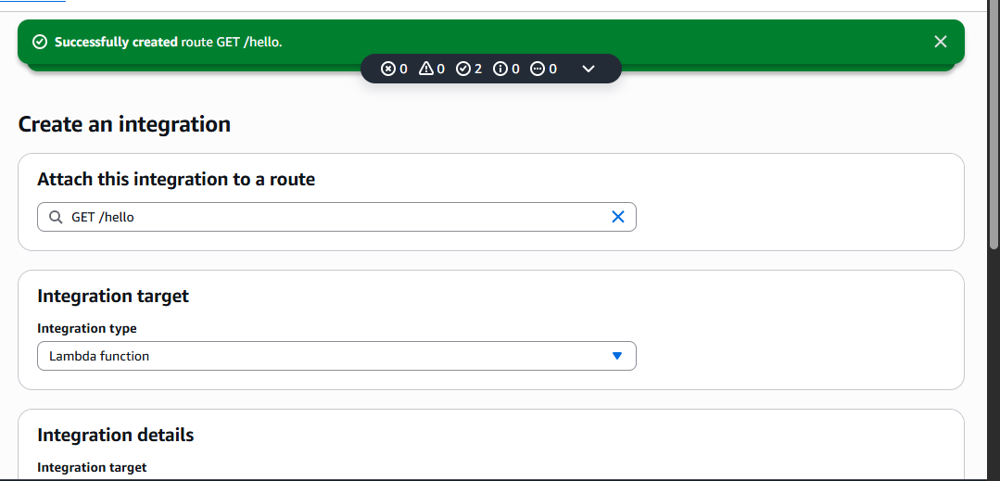 Successfully created route GET /hello.
0 0 2 0 0
Create an integration
Attach this integration to a route
GET /hello
Integration target
Integration type
Lambda function
Integration details
Integration target